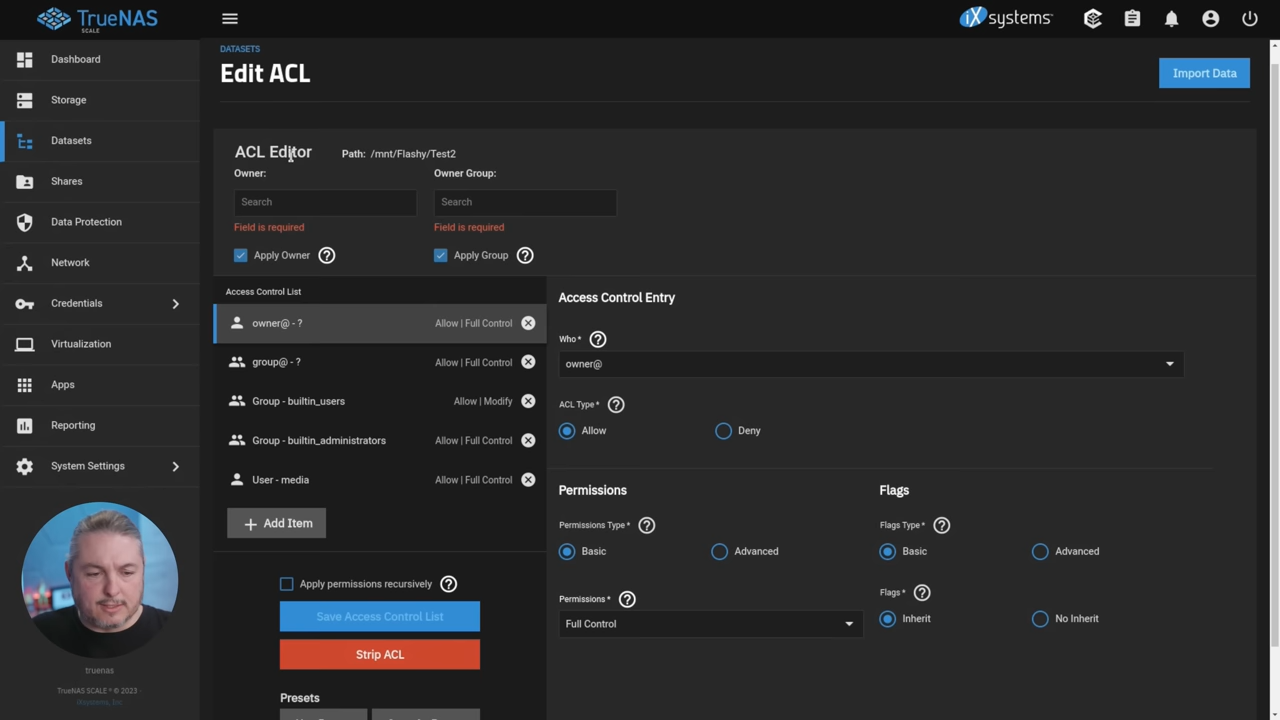 TrueNAS
SCALE
iXsystems
Dashboard
Storage
Datasets
Shares
Data Protection
Network
Credentials
Virtualization
Apps
Reporting
System Settings
truenas
TrueNAS SCALE ® © 2023
iXsystems, Inc
DATASETS
Edit ACL
Import Data
ACL Editor
Path: /mnt/Flashy/Test2
Owner:
Owner Group:
Search
Search
Field is required
Field is required
Apply Owner
Apply Group
Access Control List
owner@ - ? Allow | Full Control
group@ - ? Allow | Full Control
Group - builtin_users Allow | Modify
Group - builtin_administrators Allow | Full Control
User - media Allow | Full Control
+ Add Item
Apply permissions recursively
Save Access Control List
Strip ACL
Presets
Access Control Entry
Who *
owner@
ACL Type *
Allow
Deny
Permissions
Permissions Type *
Basic
Advanced
Permissions *
Full Control
Flags
Flags Type *
Basic
Advanced
Flags *
Inherit
No Inherit